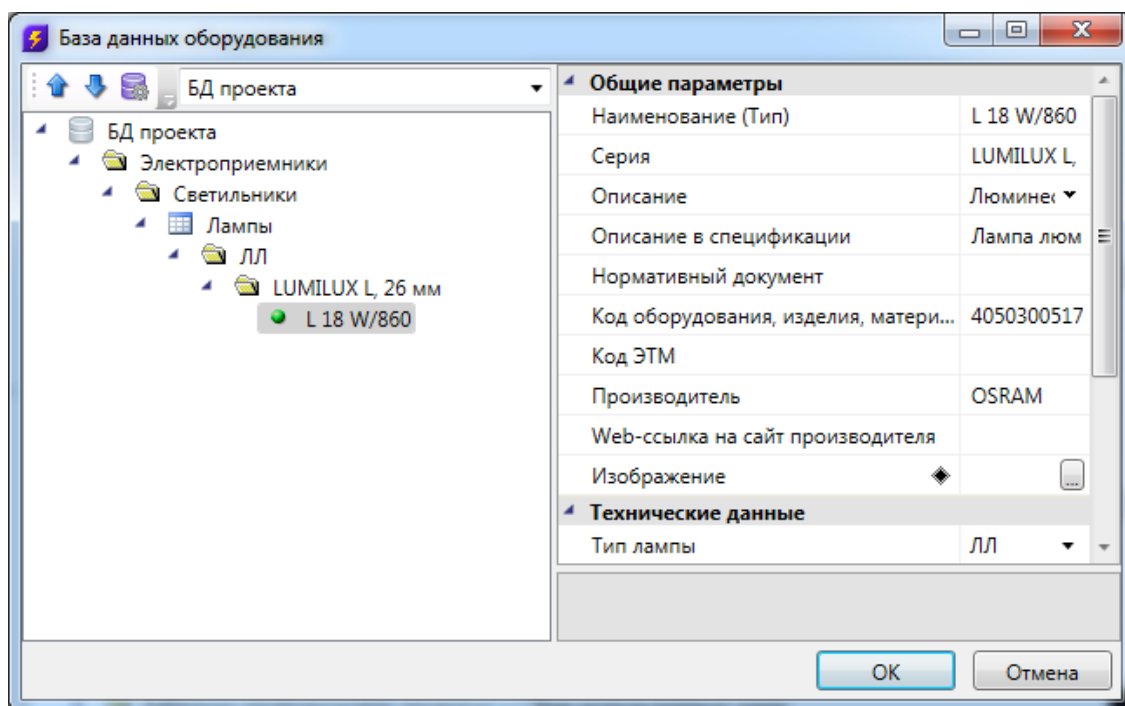 База данных оборудования
БД проекта
БД проекта
Электроприемники
Светильники
Лампы
ЛЛ
LUMILUX L, 26 мм
L 18 W/860
Общие параметры
Наименование (Тип) L 18 W/860
Серия LUMILUX L,
Описание Люминес
Описание в спецификации Лампа люм
Нормативный документ
Код оборудования, изделия, матери... 4050300517
Код ЭТМ
Производитель OSRAM
Web-ссылка на сайт производителя
Изображение ...
Технические данные
Тип лампы ЛЛ
OK Отмена